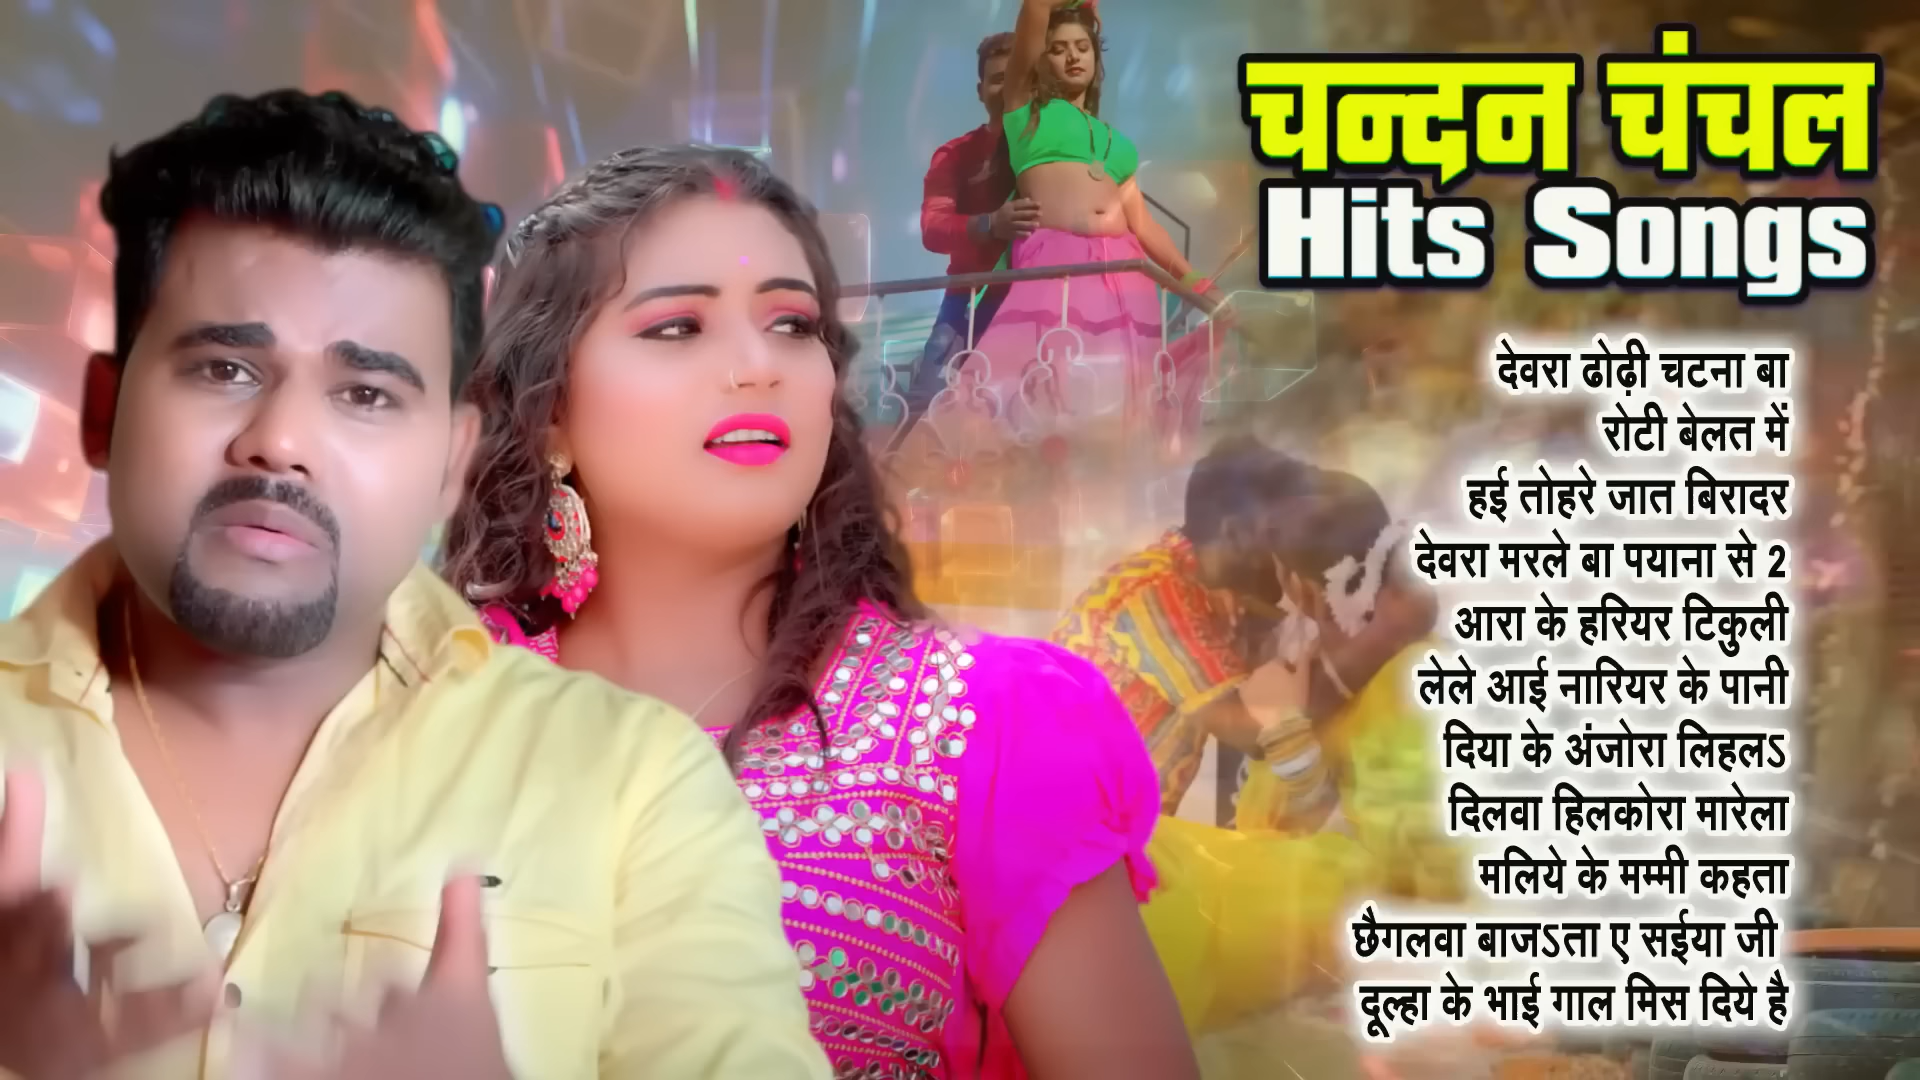 चन्दन चंचल
Hits Songs
देवरा ढोढ़ी चटना बा
रोटी बेलत में
हई तोहरे जात बिरादर
देवरा मरले बा पयाना से 2
आरा के हरियर टिकुली
लेले आई नारियर के पानी
दिया के अंजोरा लिहलऽ
दिलवा हिलकोरा मारेला
मलिये के मम्मी कहता
छैगलवा बाजऽता ए सईया जी
दूल्हा के भाई गाल मिस दिये है